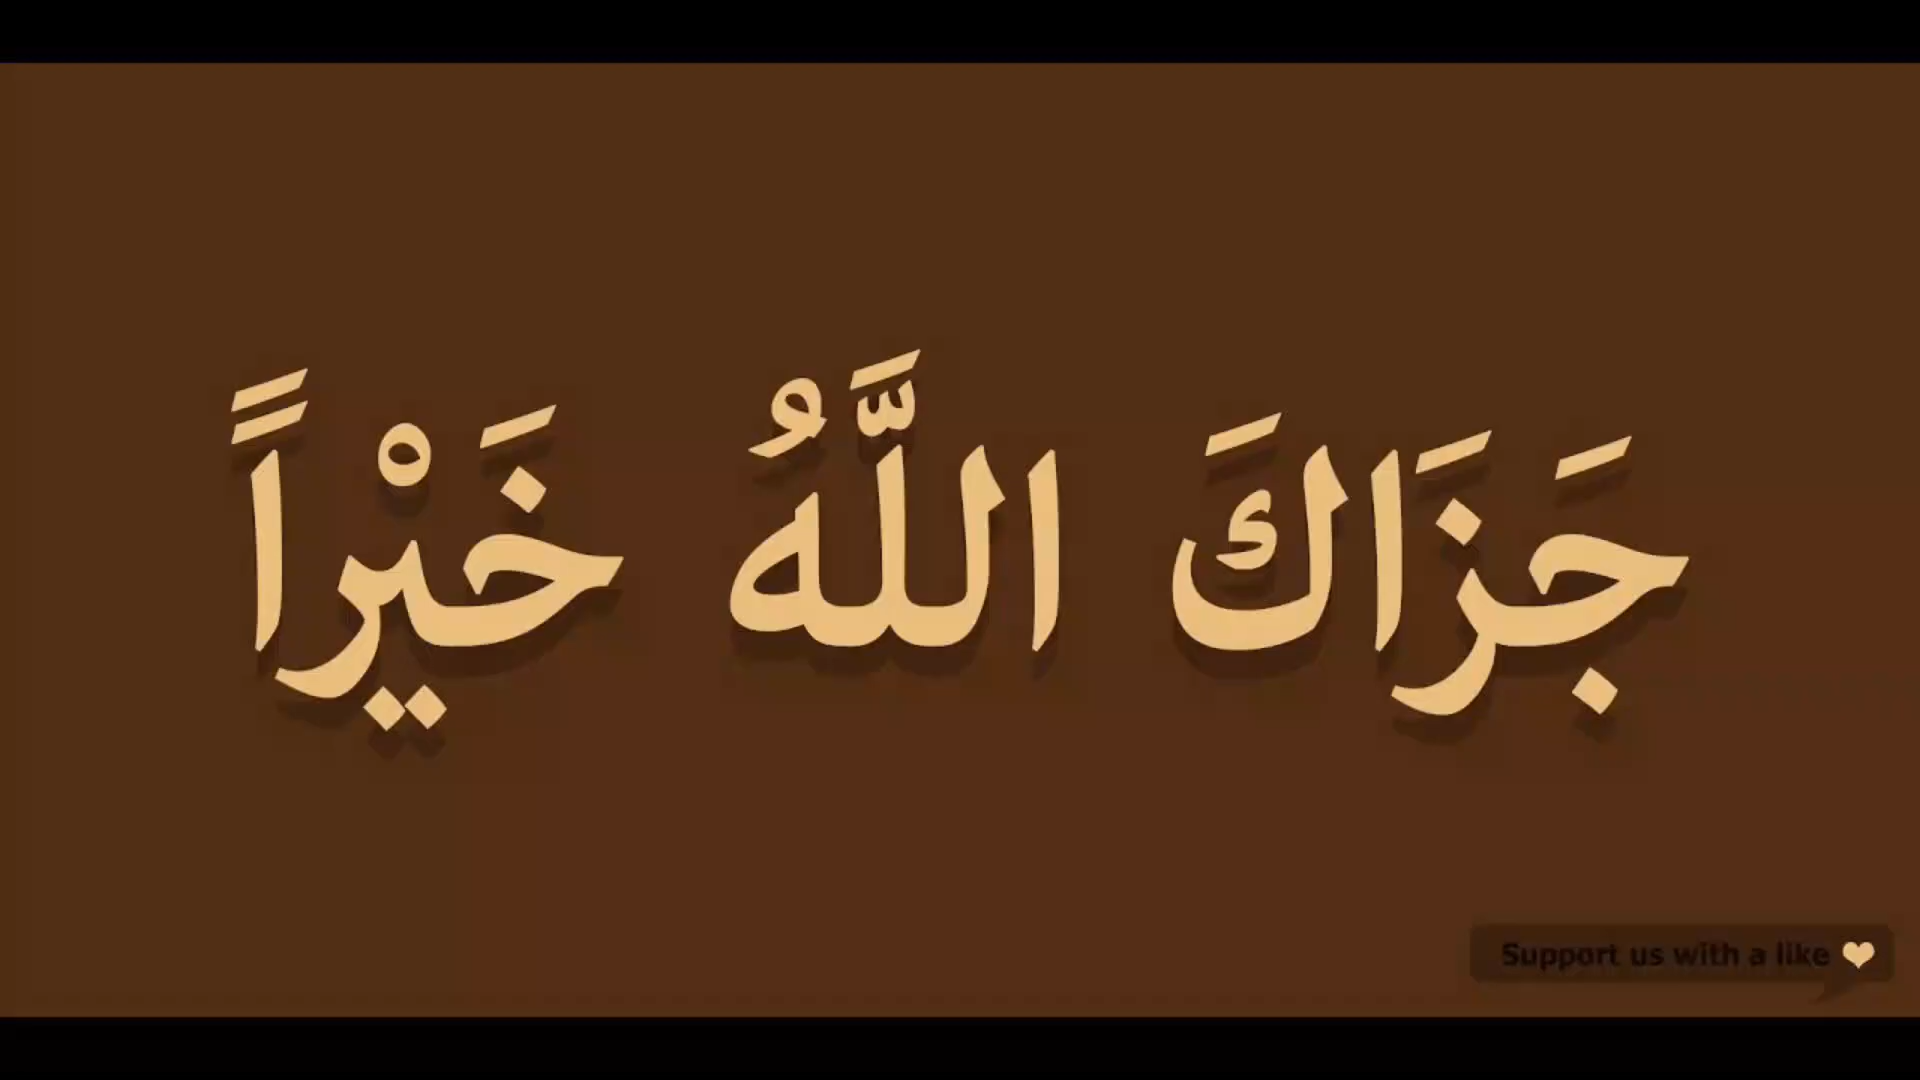 جَزَاكَ اللَّهُ خَيْراً
Support us with a like ❤